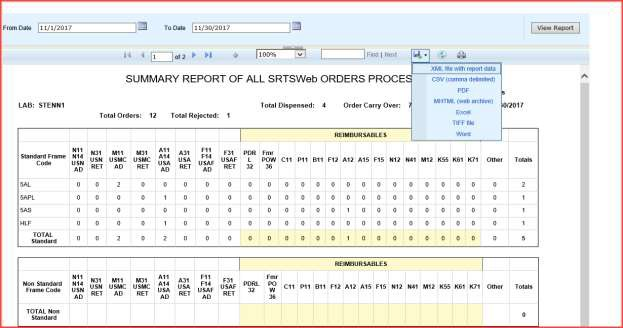 From Date 11/1/2017 To Date 11/30/2017 View Report
1 of 2 100% Find | Next
XML file with report data
CSV (comma delimited)
PDF
MHTML (web archive)
Excel
TIFF file
Word
SUMMARY REPORT OF ALL SRTSWeb ORDERS PROCES
LAB: STENN1 Total Dispensed: 4 Order Carry Over: 7 0/2017
Total Orders: 12 Total Rejected: 1
REIMBURSABLES
Standard Frame Code N11 N14 USN AD N31 USN RET M11 USMC AD M31 USMC RET A11 A14 USA AD A31 USA RET F11 F14 USAF AD F31 USAF RET PDR L 32 Fmr POW 36 C11 P11 B11 F12 A12 A15 F15 N12 N41 M12 K55 K61 K71 Other Totals
5AL 0 0 2 0 0 0 0 0 0 0 0 0 0 0 0 0 0 0 0 0 0 0 0 0 2
5APL 0 0 0 0 1 0 0 0 0 0 0 0 0 0 0 0 0 0 0 0 0 0 0 0 1
5AS 0 0 0 0 0 0 0 0 0 0 0 0 0 0 1 0 0 0 0 0 0 0 0 0 1
HLF 0 0 0 0 1 0 0 0 0 0 0 0 0 0 0 0 0 0 0 0 0 0 0 0 1
TOTAL Standard 0 0 2 0 2 0 0 0 0 0 0 0 0 0 1 0 0 0 0 0 0 0 0 0 5
REIMBURSABLES
Non Standard Frame Code N11 N14 USN AD N31 USN RET M11 USMC AD M31 USMC RET A11 A14 USA AD A31 USA RET F11 F14 USAF AD F31 USAF RET PDRL 32 Fmr PO W 36 C11 P11 B11 F12 A12 A15 F15 N12 N41 M12 K55 K61 K71 Other Totals
TOTAL Non Standard 0